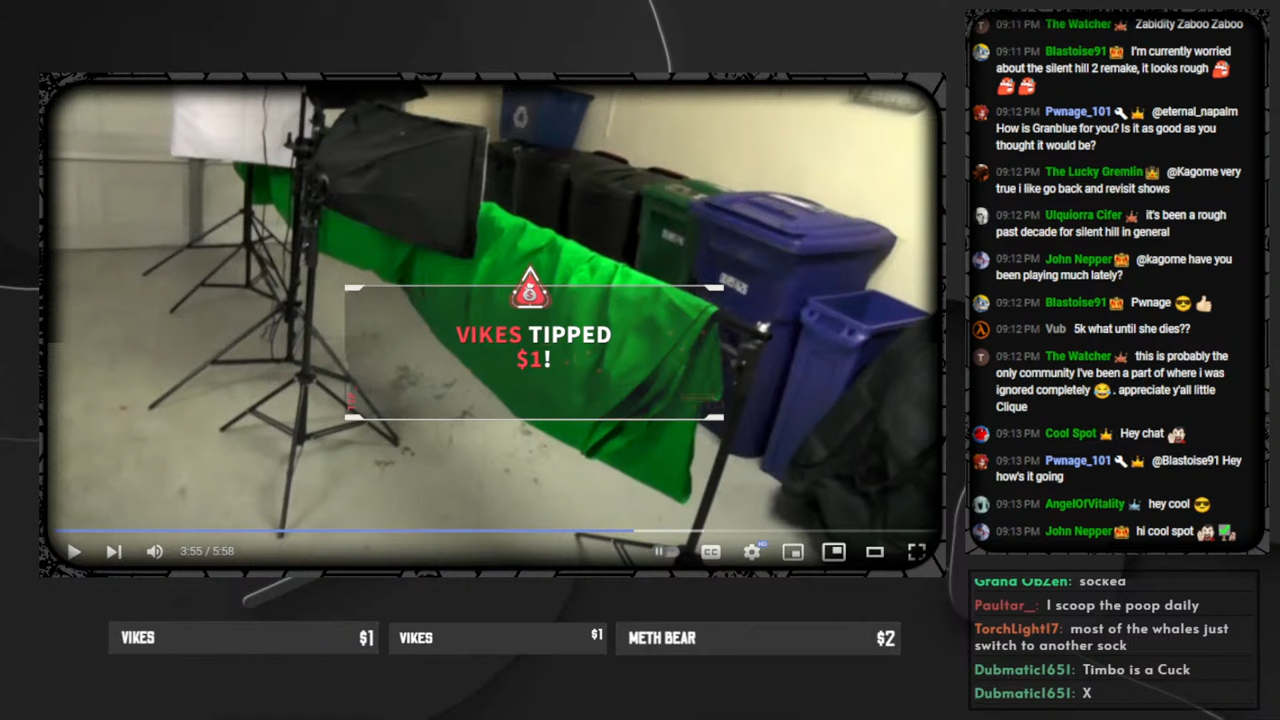 09:11 PM The Watcher Zabidity Zaboo Zaboo
09:11 PM Blastoise91 I'm currently worried
about the silent hill 2 remake, it looks rough
09:12 PM Pwnage_101 @eternal_napalm
How is Granblue for you? Is it as good as you
thought it would be?
09:12 PM The Lucky Gremlin @Kagome very
true i like go back and revisit shows
09:12 PM Ulquiorra Cifer it's been a rough
past decade for silent hill in general
09:12 PM John Nepper @kagome have you
been playing much lately?
09:12 PM Blastoise91 Pwnage
09:12 PM Vub 5k what until she dies??
09:12 PM The Watcher this is probably the
only community I've been a part of where i was
ignored completely . appreciate y'all little
Clique
09:13 PM Cool Spot Hey chat
09:13 PM Pwnage_101 @Blastoise91 Hey
how's it going
09:13 PM AngelOfVitality hey cool
09:13 PM John Nepper hi cool spot
VIKES TIPPED
$1!
3:55 / 5:58
CC
HD
Grand ObZen: socked
Paultar_: I scoop the poop daily
TorchLight17: most of the whales just
switch to another sock
Dubmatic1651: Timbo is a Cuck
Dubmatic1651: X
VIKES $1
VIKES $1
METH BEAR $2